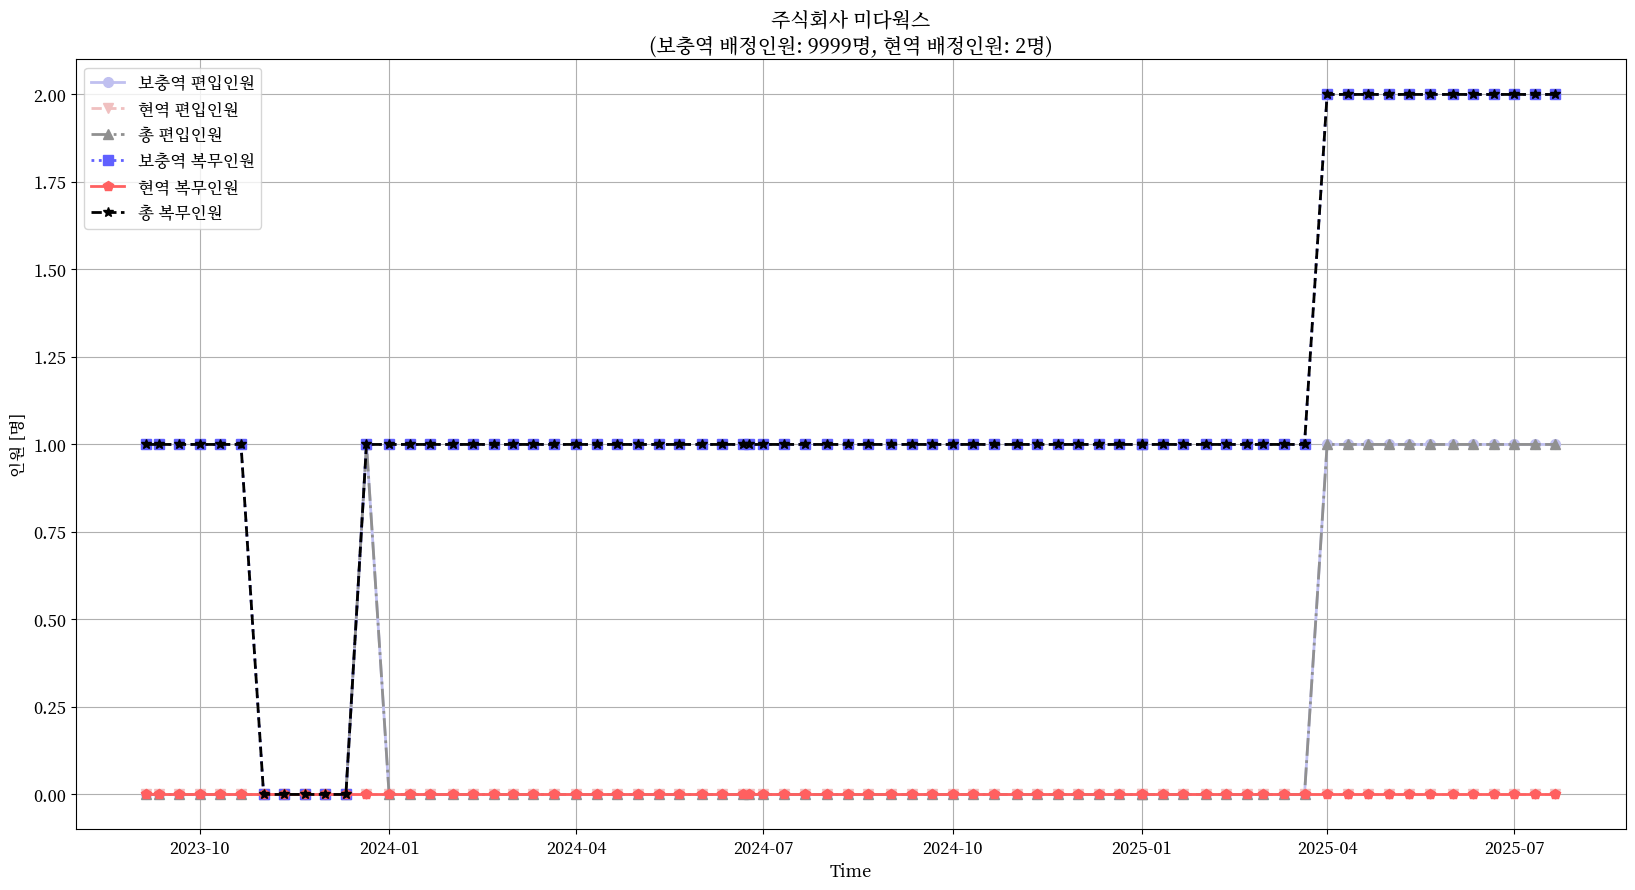 주식회사 미다웍스
(보충역 배정인원: 9999명, 현역 배정인원: 2명)
보충역 편입인원
현역 편입인원
총 편입인원
보충역 복무인원
현역 복무인원
총 복무인원
2.00
1.75
1.50
1.25
1.00
0.75
0.50
0.25
0.00
인원 [명]
2023-10
2024-01
2024-04
2024-07
2024-10
2025-01
2025-04
2025-07
Time